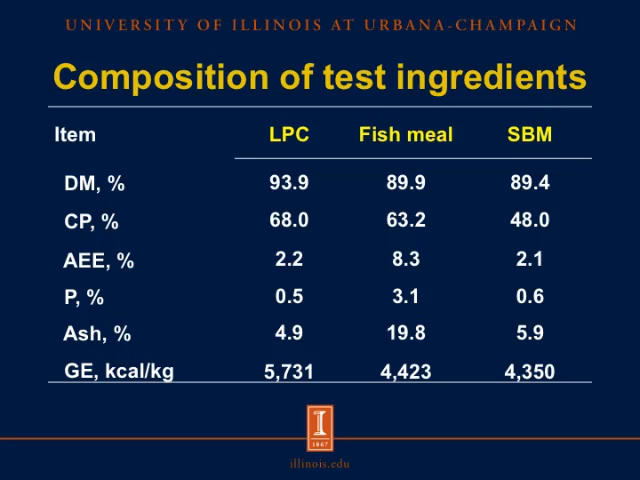 UNIVERSITY OF ILLINOIS AT URBANA-CHAMPAIGN
Composition of test ingredients
Item LPC Fish meal SBM
DM, % 93.9 89.9 89.4
CP, % 68.0 63.2 48.0
AEE, % 2.2 8.3 2.1
P, % 0.5 3.1 0.6
Ash, % 4.9 19.8 5.9
GE, kcal/kg 5,731 4,423 4,350
I
1867
illinois.edu